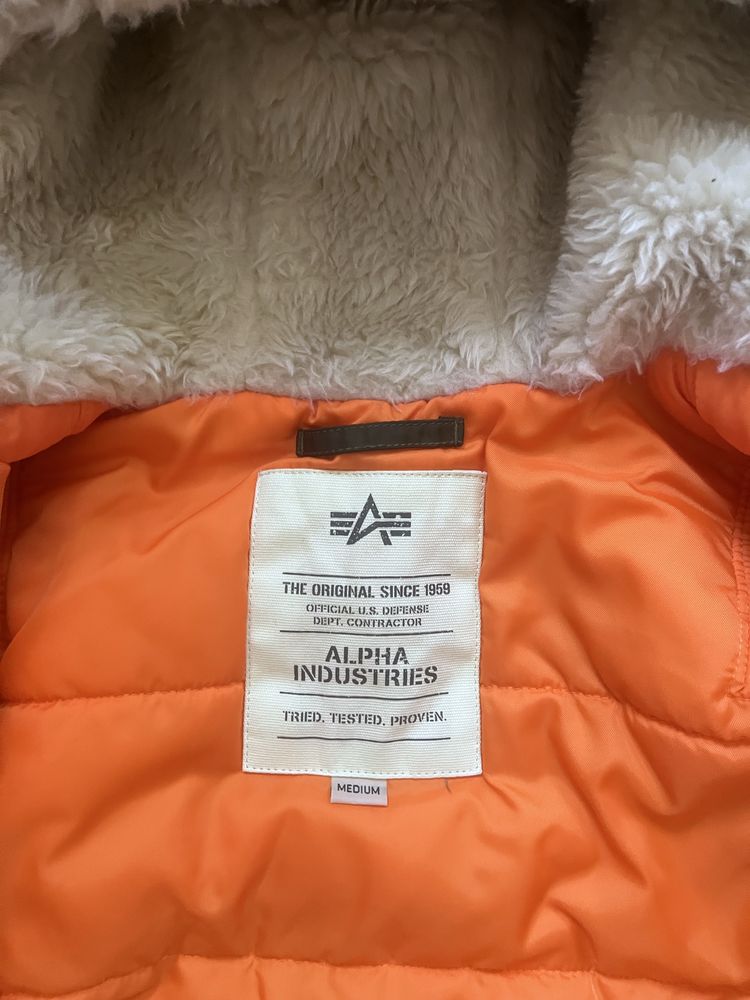 THE ORIGINAL SINCE 1959
OFFICIAL U.S. DEFENSE
DEPT. CONTRACTOR
ALPHA
INDUSTRIES
TRIED. TESTED. PROVEN.
MEDIUM